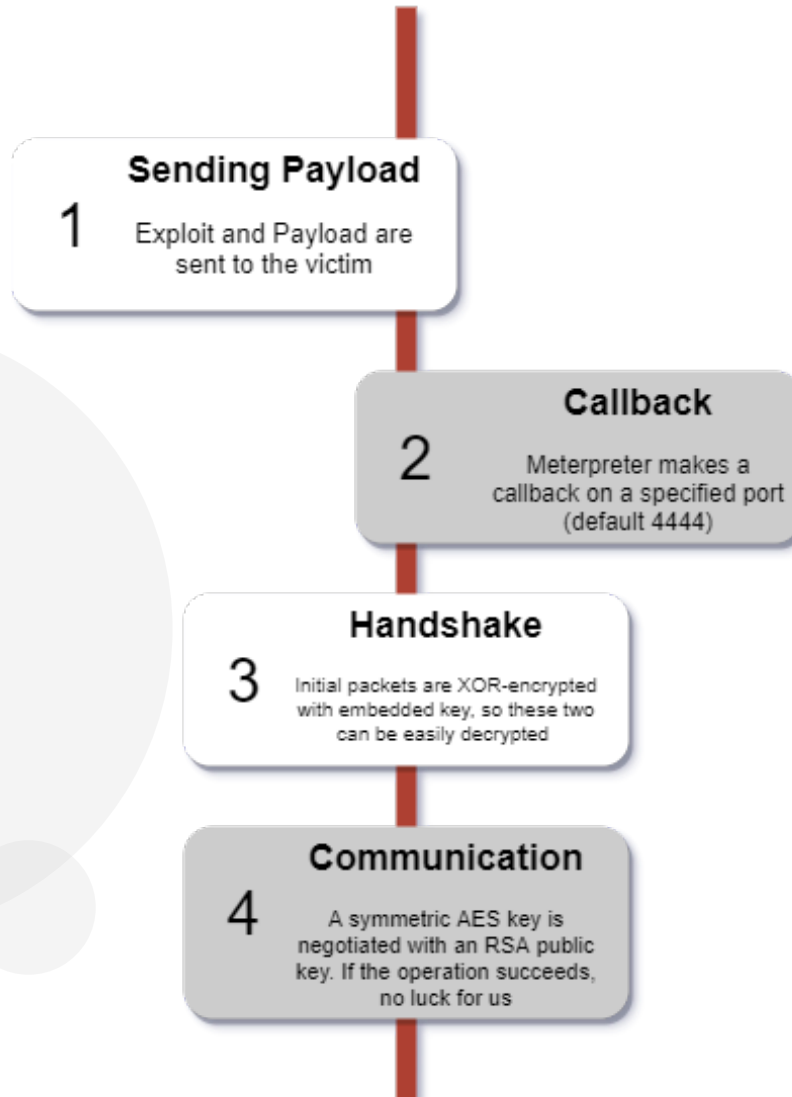 Sending Payload
1
Exploit and Payload are
sent to the victim
Callback
2
Meterpreter makes a
callback on a specified port
(default 4444)
Handshake
3
Initial packets are XOR-encrypted
with embedded key, so these two
can be easily decrypted
Communication
4
A symmetric AES key is
negotiated with an RSA public
key. If the operation succeeds,
no luck for us